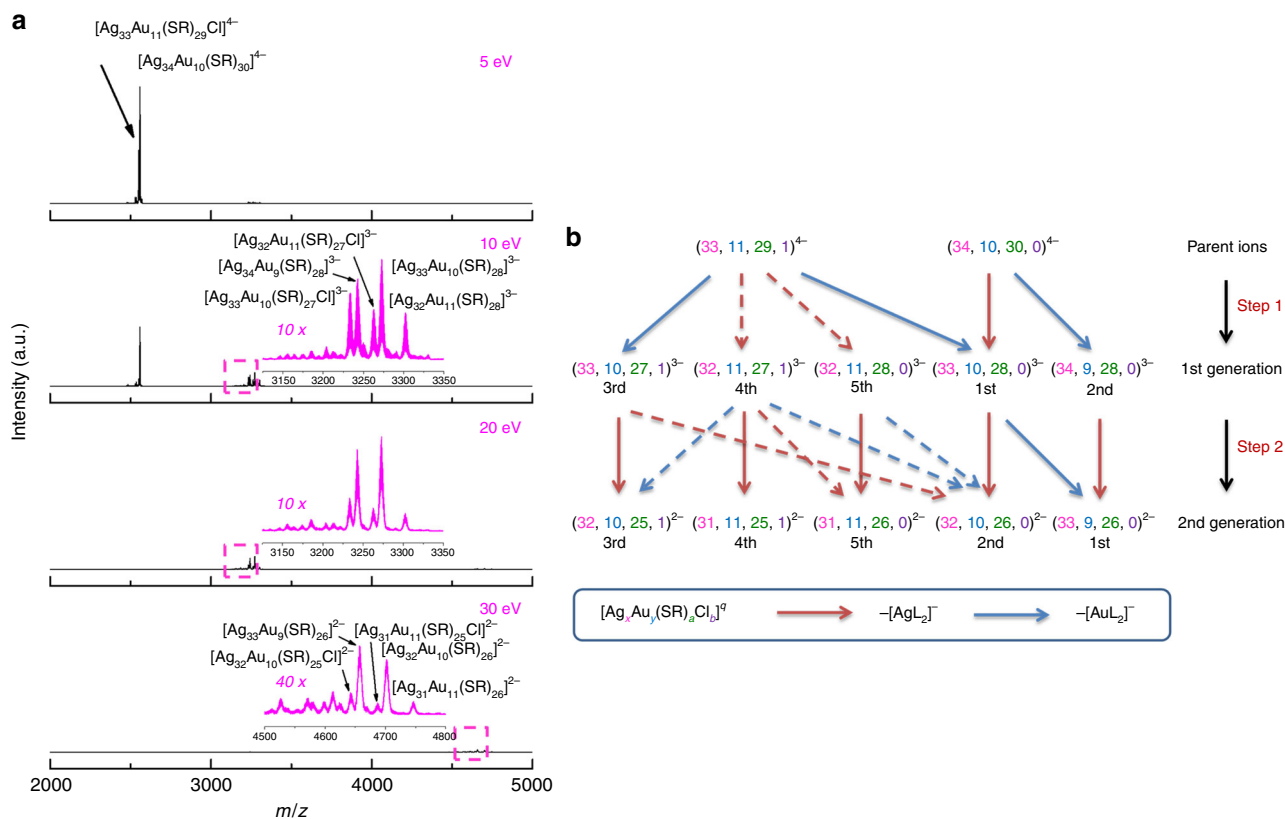 a
[Ag33Au11(SR)29Cl]4–
[Ag34Au10(SR)30]4–
5 eV
2000 3000 4000 5000
[Ag32Au11(SR)27Cl]3–
10 eV
[Ag34Au9(SR)28]3–
[Ag33Au10(SR)28]3–
[Ag33Au10(SR)27Cl]3–
[Ag32Au11(SR)28]3–
10 x
3150 3200 3250 3300 3350
20 eV
10 x
3150 3200 3250 3300 3350
30 eV
[Ag33Au9(SR)26]2–
[Ag31Au11(SR)25Cl]2–
[Ag32Au10(SR)25Cl]2–
[Ag32Au10(SR)26]2–
40 x
[Ag31Au11(SR)26]2–
4500 4600 4700 4800
2000 3000 4000 5000
m/z
Intensity (a.u.)
b
(33, 11, 29, 1)4– (34, 10, 30, 0)4– Parent ions
Step 1
(33, 10, 27, 1)3– (32, 11, 27, 1)3– (32, 11, 28, 0)3– (33, 10, 28, 0)3– (34, 9, 28, 0)3– 1st generation
3rd 4th 5th 1st 2nd
Step 2
(32, 10, 25, 1)2– (31, 11, 25, 1)2– (31, 11, 26, 0)2– (32, 10, 26, 0)2– (33, 9, 26, 0)2– 2nd generation
3rd 4th 5th 2nd 1st
[AgxAuy(SR)aClb]q –[AgL2]– –[AuL2]–